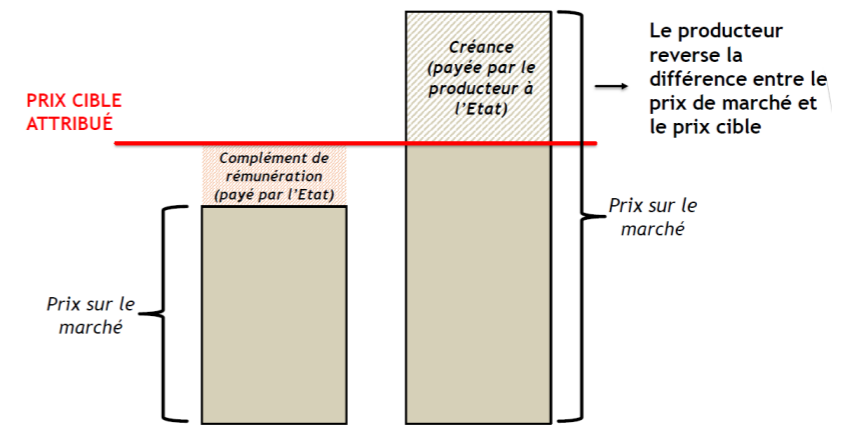 PRIX CIBLE
ATTRIBUÉ
Complément de
rémunération
(payé par l’Etat)
Prix sur le
marché
Créance
(payée par le
producteur à
l’Etat)
Le producteur
reverse la
différence entre le
prix de marché et
le prix cible
Prix sur le
marché